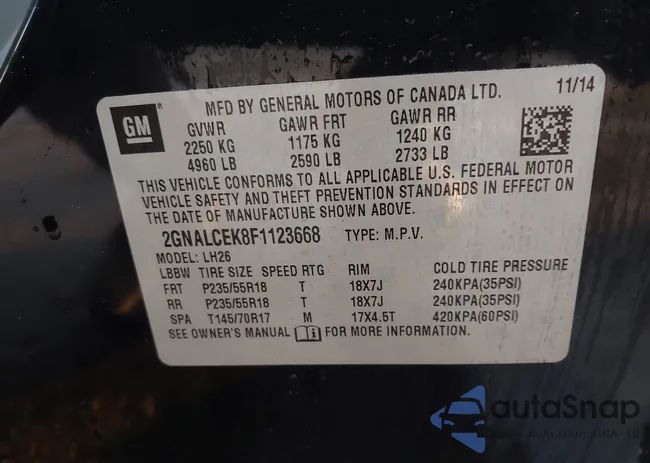 MFD BY GENERAL MOTORS OF CANADA LTD. 11/14
GM ®
GVWR GAWR FRT GAWR RR
2250 KG 1175 KG 1240 KG
4960 LB 2590 LB 2733 LB
THIS VEHICLE CONFORMS TO ALL APPLICABLE U.S. FEDERAL MOTOR
VEHICLE SAFETY AND THEFT PREVENTION STANDARDS IN EFFECT ON
THE DATE OF MANUFACTURE SHOWN ABOVE.
2GNALCEK8F1123668 TYPE: M.P.V.
MODEL: LH26
LBBW TIRE SIZE SPEED RTG RIM COLD TIRE PRESSURE
FRT P235/55R18 T 18X7J 240KPA(35PSI)
RR P235/55R18 T 18X7J 240KPA(35PSI)
SPA T145/70R17 M 17X4.5T 420KPA(60PSI)
SEE OWNER'S MANUAL FOR MORE INFORMATION.
autaSnap